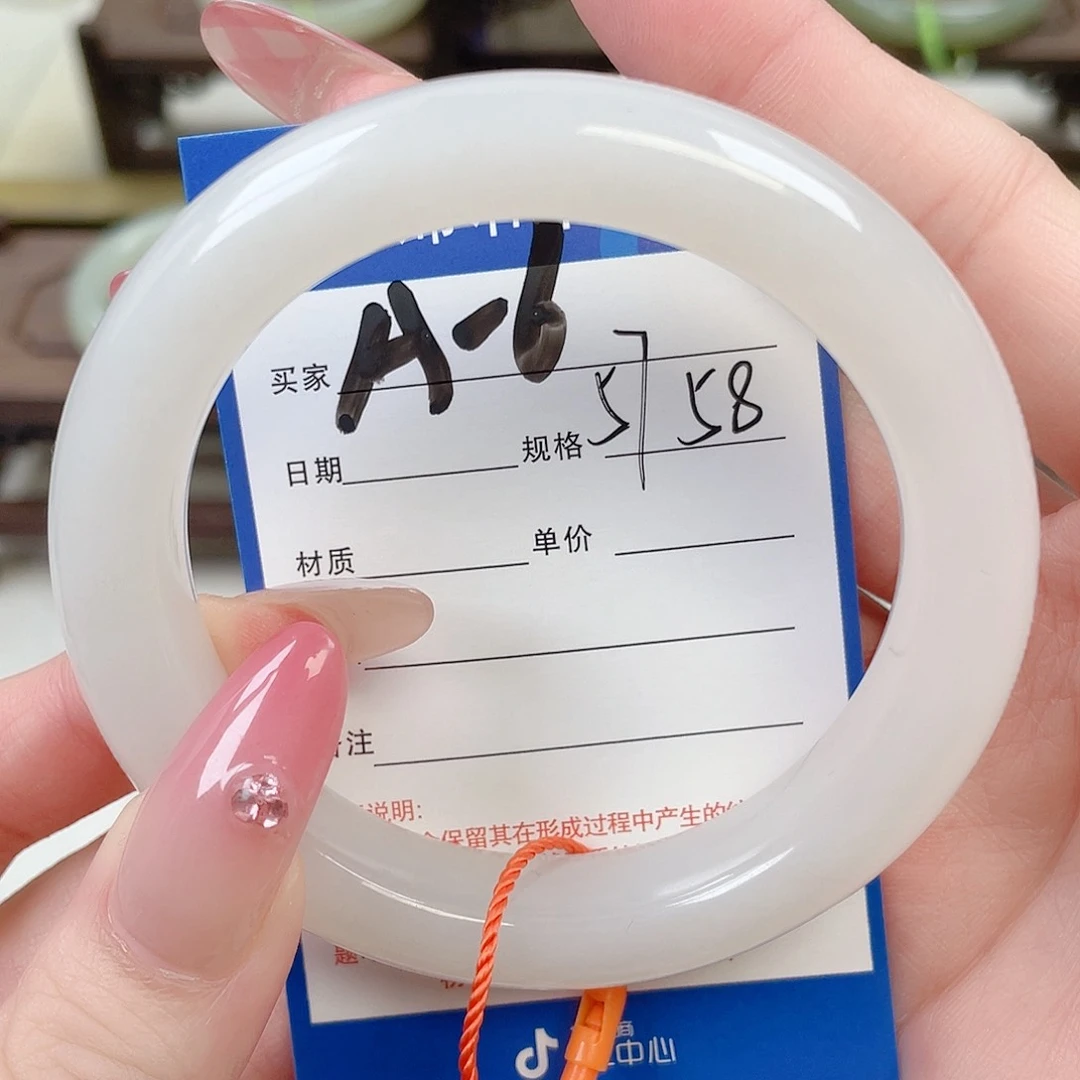 A-6
买家
57 58
日期 规格
材质 单价
注
说明:
保留其在形成过程中产生的
题
中心